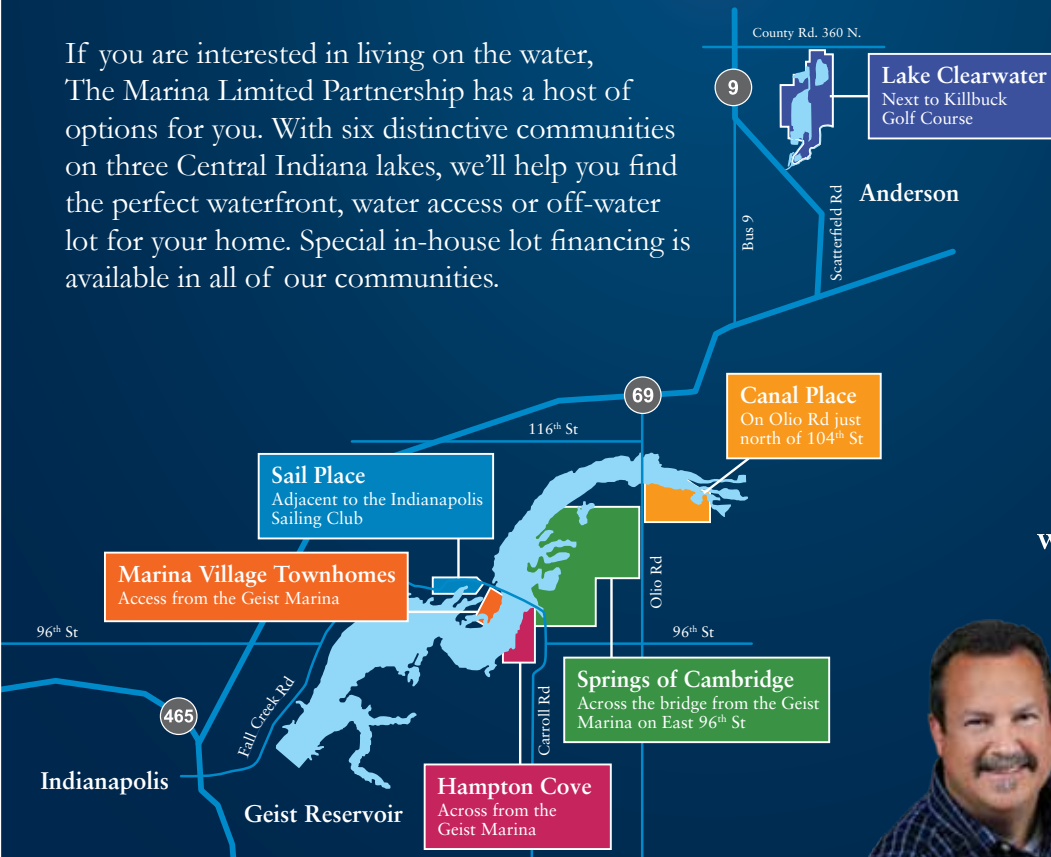 If you are interested in living on the water,
The Marina Limited Partnership has a host of
options for you. With six distinctive communities
on three Central Indiana lakes, we'll help you find
the perfect waterfront, water access or off-water
lot for your home. Special in-house lot financing is
available in all of our communities.
County Rd. 360 N.
9
Lake Clearwater
Next to Killbuck
Golf Course
Anderson
Bus 9
Scatterfield Rd
69
116th St
Canal Place
On Olio Rd just
north of 104th St
Sail Place
Adjacent to the Indianapolis
Sailing Club
Marina Village Townhomes
Access from the Geist Marina
Olio Rd
96th St
96th St
Springs of Cambridge
Across the bridge from the Geist
Marina on East 96th St
465
Fall Creek Rd
Carroll Rd
Indianapolis
Geist Reservoir
Hampton Cove
Across from the
Geist Marina